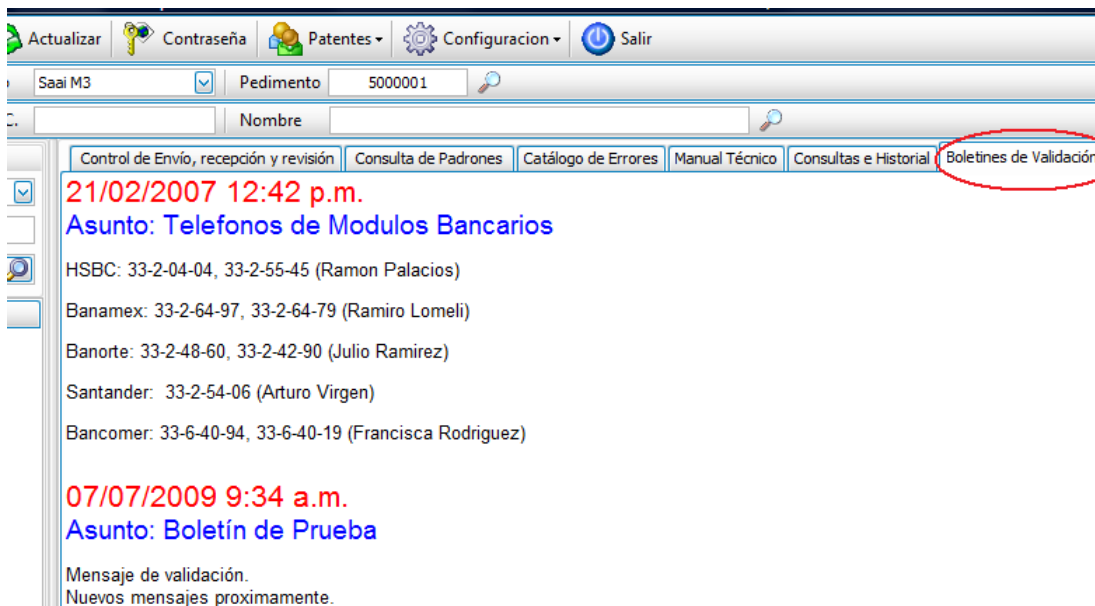 Actualizar Contraseña Patentes Configuracion Salir
Saai M3 Pedimento 5000001
Nombre
Control de Envío, recepción y revisión Consulta de Padrones Catálogo de Errores Manual Técnico Consultas e Historial Boletines de Validación
21/02/2007 12:42 p.m.
Asunto: Telefonos de Modulos Bancarios
HSBC: 33-2-04-04, 33-2-55-45 (Ramon Palacios)
Banamex: 33-2-64-97, 33-2-64-79 (Ramiro Lomeli)
Banorte: 33-2-48-60, 33-2-42-90 (Julio Ramirez)
Santander: 33-2-54-06 (Arturo Virgen)
Bancomer: 33-6-40-94, 33-6-40-19 (Francisca Rodriguez)
07/07/2009 9:34 a.m.
Asunto: Boletín de Prueba
Mensaje de validación.
Nuevos mensajes proximamente.